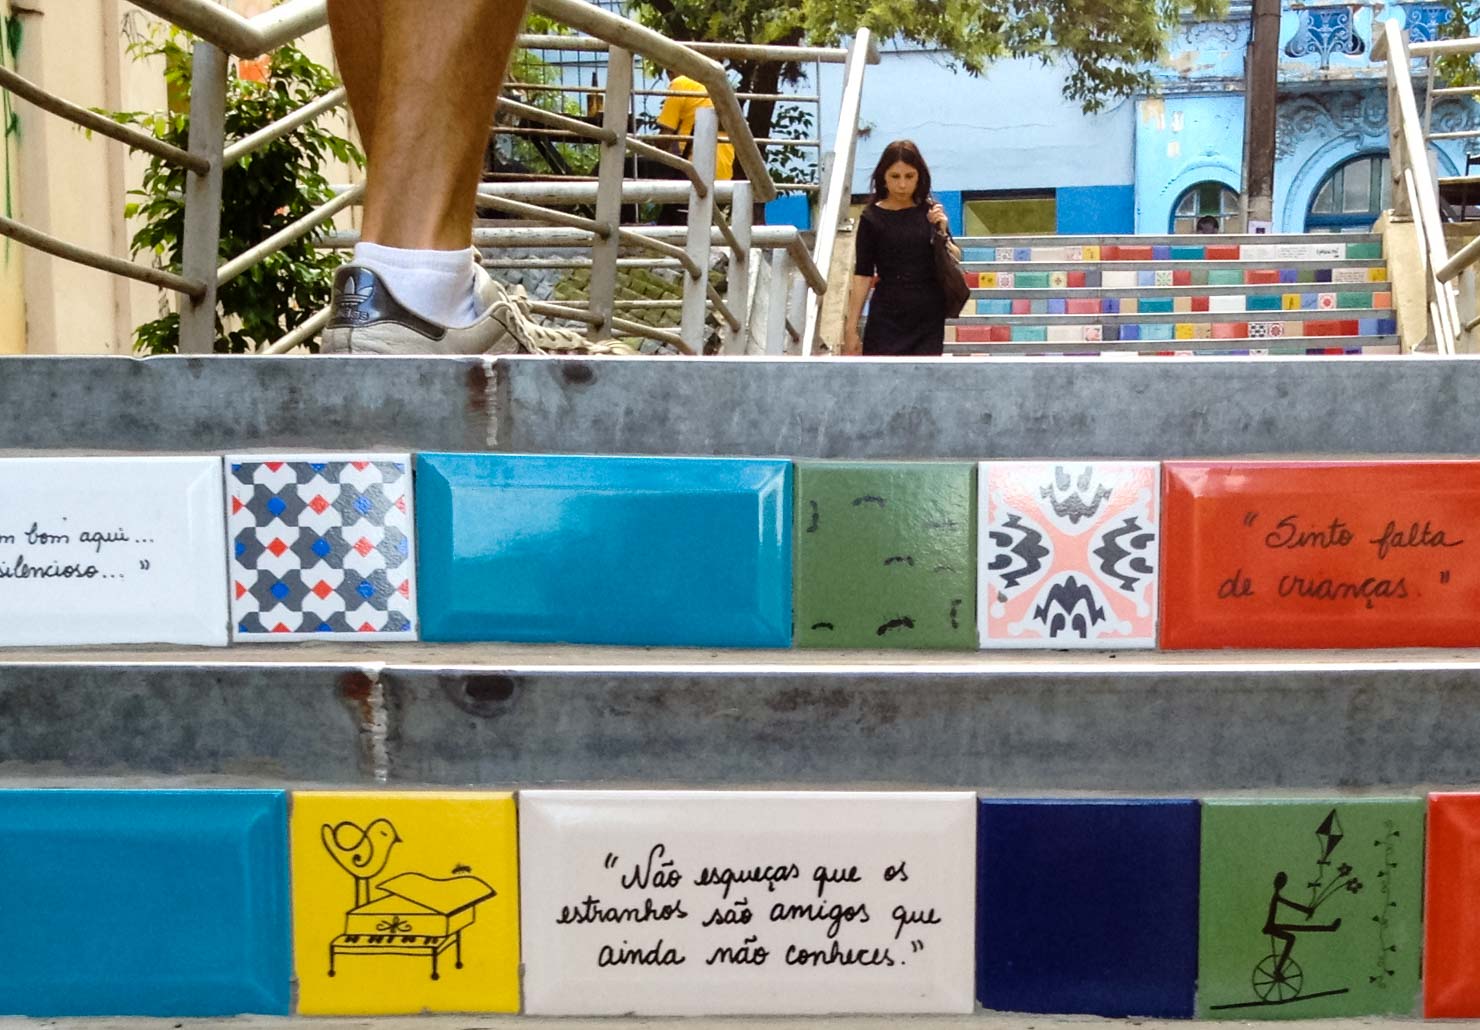 bom aqui...
silencioso... ”
“Sinto falta
de crianças.”
“Não esqueças que os
estranhos são amigos que
ainda não conheces.”